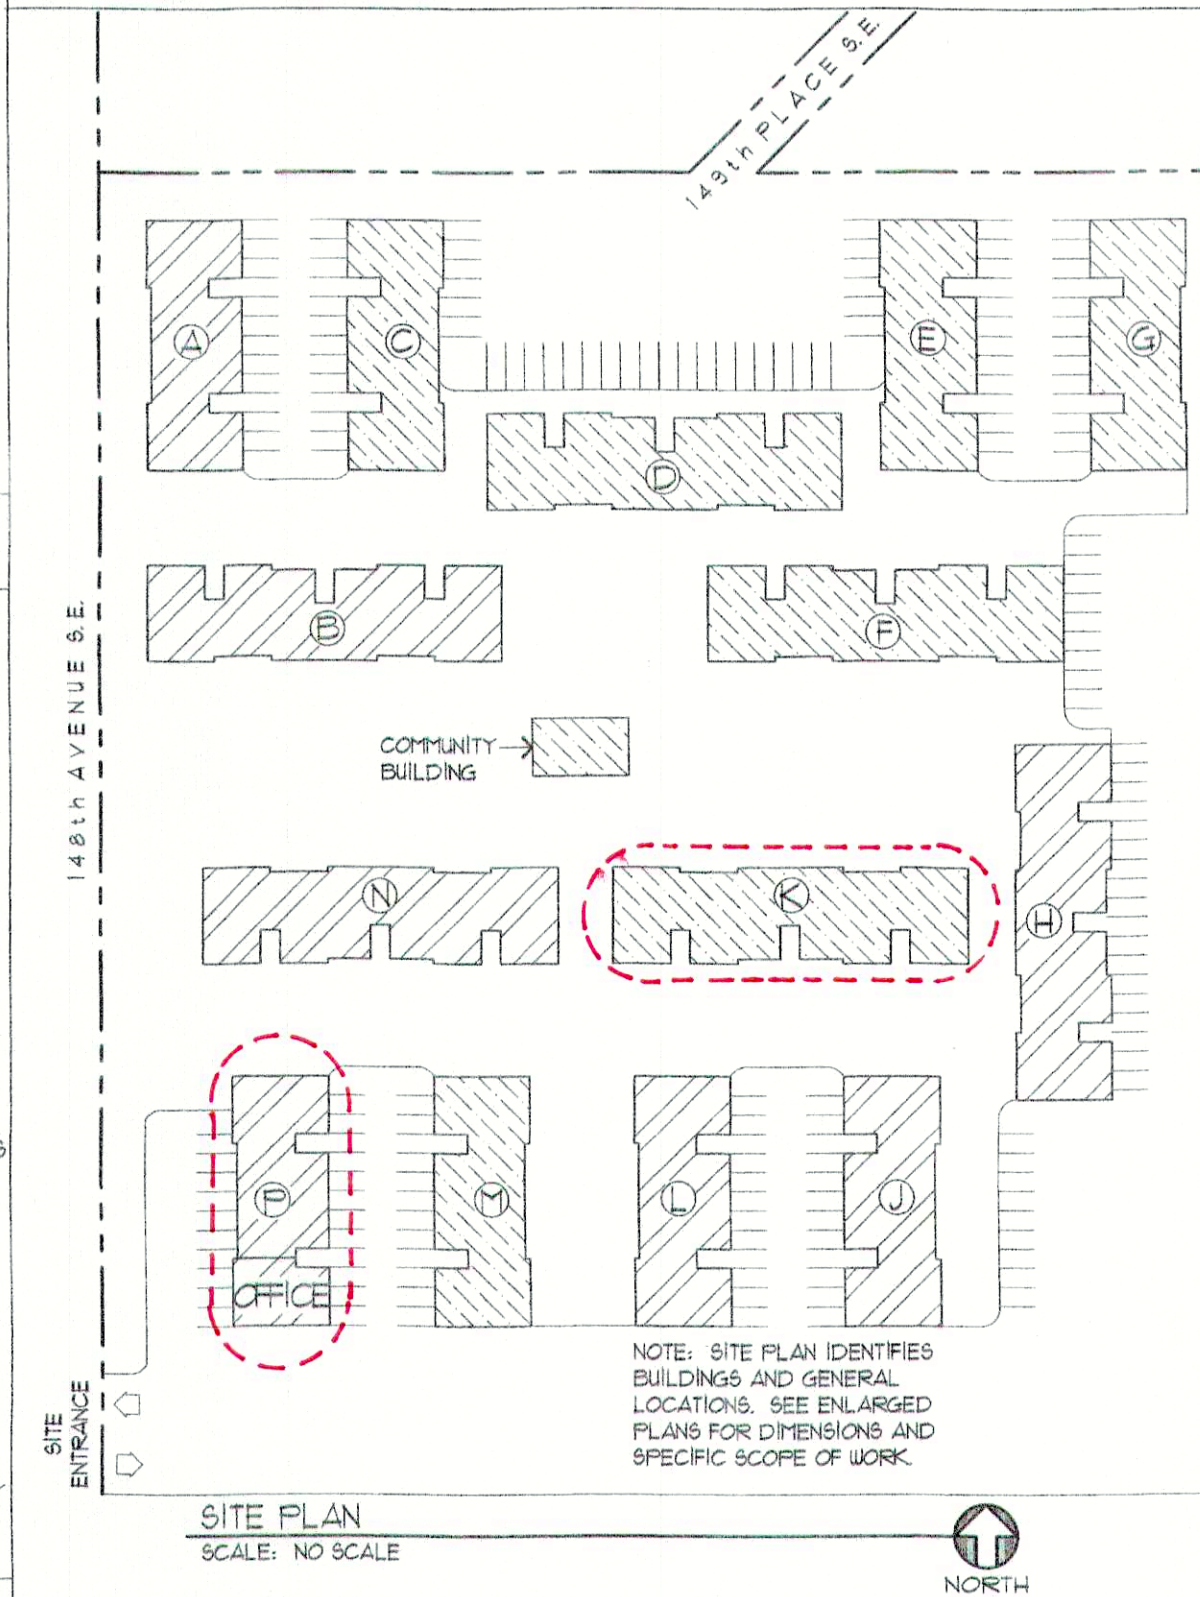 149th PLACE S.E.
A
C
E
G
D
B
F
148th AVENUE S.E.
COMMUNITY
BUILDING
N
K
H
P
M
L
J
OFFICE
NOTE: SITE PLAN IDENTIFIES
BUILDINGS AND GENERAL
LOCATIONS. SEE ENLARGED
PLANS FOR DIMENSIONS AND
SPECIFIC SCOPE OF WORK.
SITE
ENTRANCE
SITE PLAN
SCALE: NO SCALE
NORTH